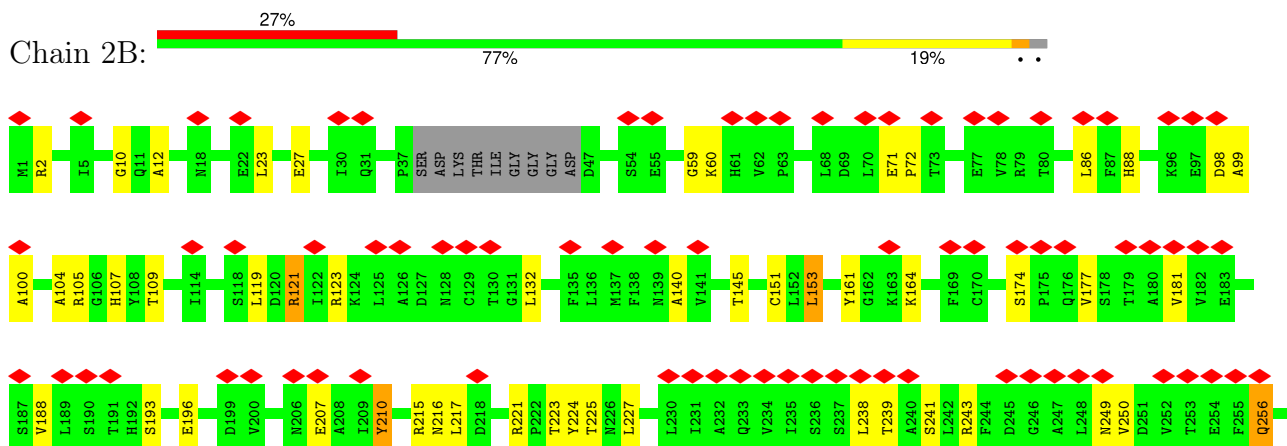 27%
Chain 2B:
77% 19% • •
M1 R2 I5 G10 Q11 A12 N18 E22 L23 E27 I30 Q31 P37 SER ASP LYS THR ILE GLY GLY GLY ASP D47 S54 E55 G59 K60 H61 V62 P63 L68 D69 L70 E71 P72 T73 E77 V78 R79 T80 L86 F87 H88 K96 E97 D98 A99
A100 A104 R105 G106 H107 Y108 T109 I114 S118 L119 D120 R121 I122 R123 K124 L125 A126 D127 N128 C129 T130 G131 L132 F135 L136 M137 F138 N139 A140 V141 T145 C151 L152 L153 Y161 G162 K163 K164 F169 C170 S174 P175 Q176 V177 S178 T179 A180 V181 V182 E183
S187 V188 L189 S190 T191 H192 S193 E196 D199 V200 N206 E207 A208 I209 Y210 R215 N216 L217 D218 R221 P222 T223 Y224 T225 N226 L227 L230 I231 A232 Q233 V234 I235 S236 S237 L238 T239 A240 S241 L242 R243 F244 D245 G246 A247 L248 N249 V250 D251 V252 T253 E254 F255 Q256